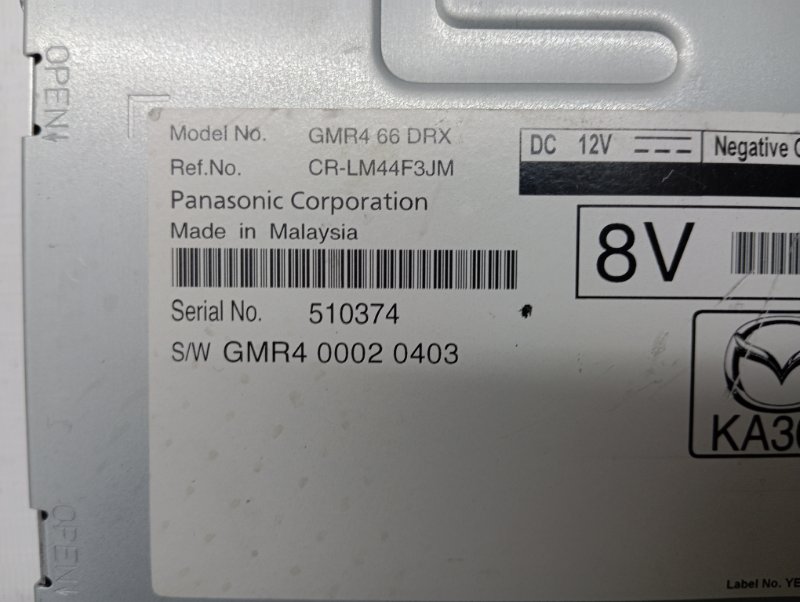 OPEN
Model No. GMR4 66 DRX
Ref.No. CR-LM44F3JM
Panasonic Corporation
Made in Malaysia
Serial No. 510374
S/W GMR4 0002 0403
DC 12V Negative
8V
KA3
Label No.
OPEN